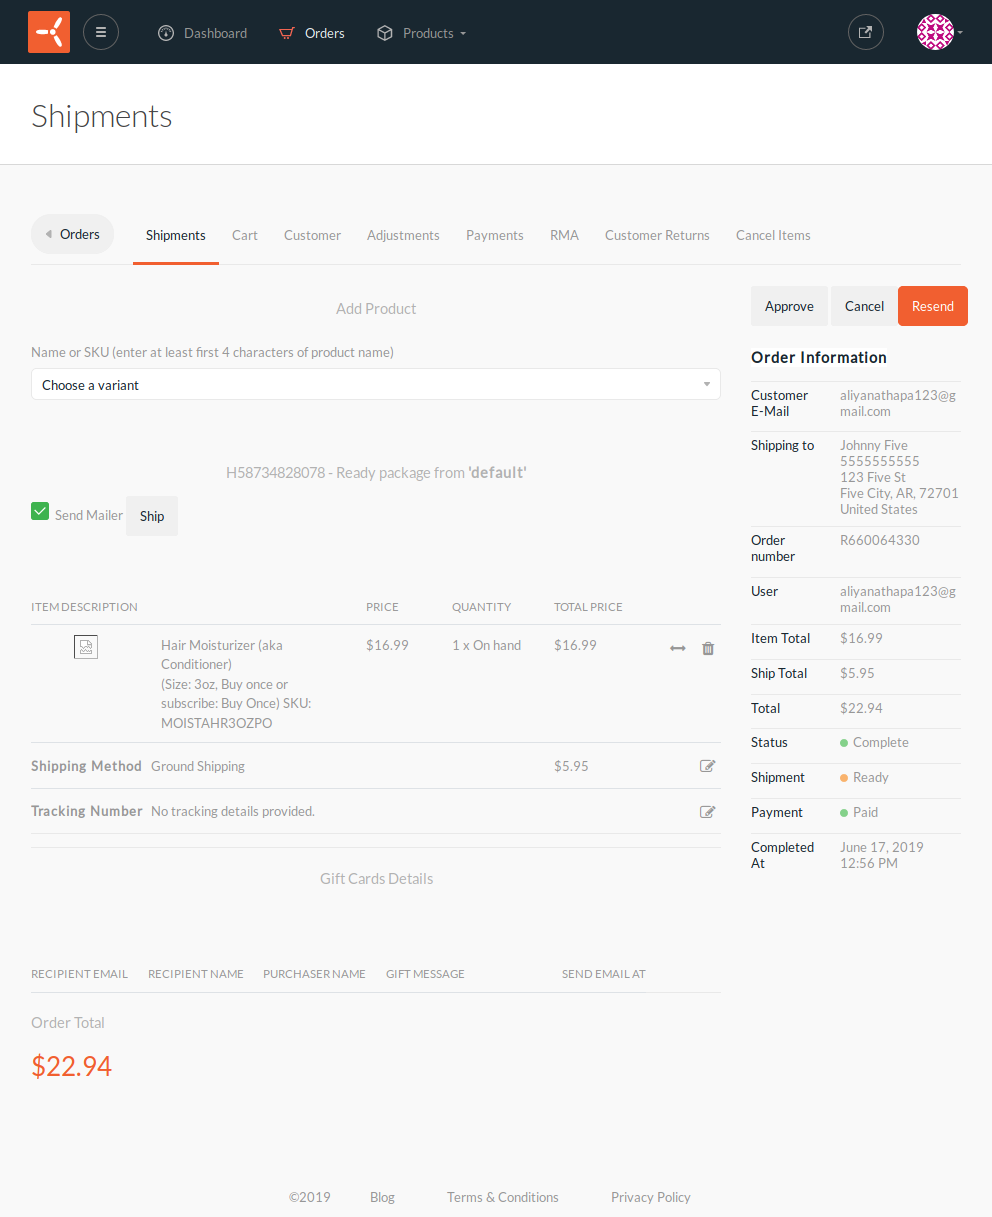 Dashboard Orders Products
Shipments
Orders Shipments Cart Customer Adjustments Payments RMA Customer Returns Cancel Items
Add Product
Name or SKU (enter at least first 4 characters of product name)
Choose a variant
H58734828078 - Ready package from 'default'
Send Mailer Ship
ITEM DESCRIPTION PRICE QUANTITY TOTAL PRICE
Hair Moisturizer (aka $16.99 1 x On hand $16.99
Conditioner)
(Size: 3oz, Buy once or
subscribe: Buy Once) SKU:
MOISTAHR3OZPO
Shipping Method Ground Shipping $5.95
Tracking Number No tracking details provided.
Gift Cards Details
RECIPIENT EMAIL RECIPIENT NAME PURCHASER NAME GIFT MESSAGE SEND EMAIL AT
Order Total
$22.94
Approve Cancel Resend
Order Information
Customer aliyanathapa123@g
E-Mail mail.com
Shipping to Johnny Five
5555555555
123 Five St
Five City, AR, 72701
United States
Order R660064330
number
User aliyanathapa123@g
mail.com
Item Total $16.99
Ship Total $5.95
Total $22.94
Status Complete
Shipment Ready
Payment Paid
Completed June 17, 2019
At 12:56 PM
©2019 Blog Terms & Conditions Privacy Policy